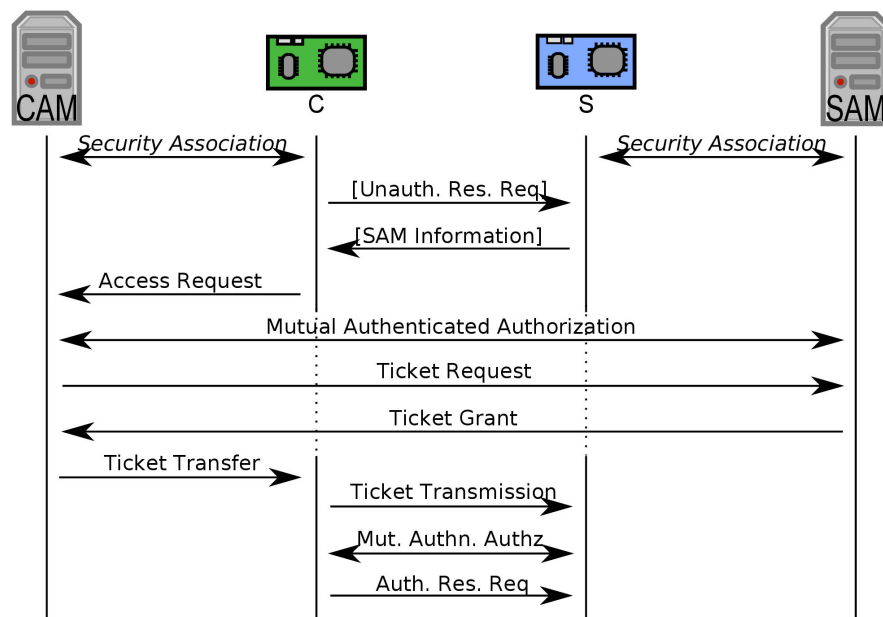 CAM
C
S
SAM
Security Association
Security Association
[Unauth. Res. Req]
[SAM Information]
Access Request
Mutual Authenticated Authorization
Ticket Request
Ticket Grant
Ticket Transfer
Ticket Transmission
Mut. Authn. Authz
Auth. Res. Req